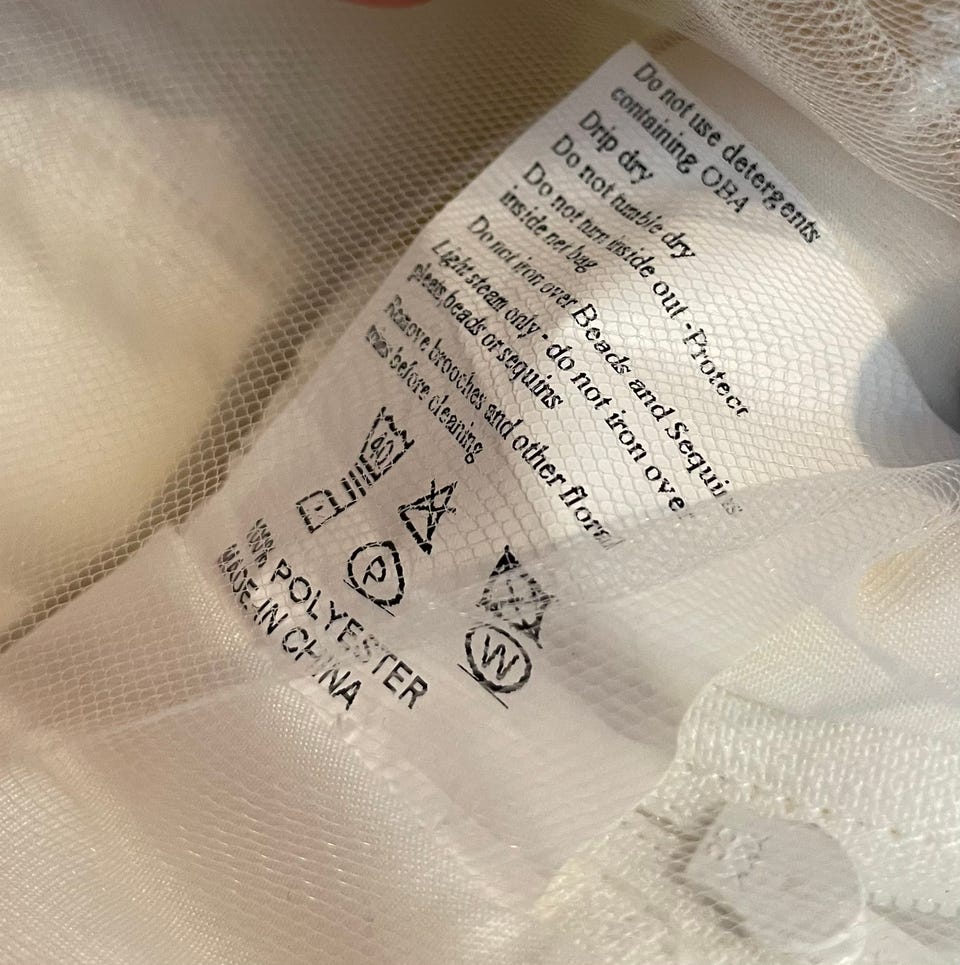 Do not use detergents
containing OBA
Drip dry
Do not tumble dry
Do not turn inside out -Protect
inside net bag
Do not iron over Beads and Sequins
Light steam only - do not iron over
pleats,beads or sequins
Remove brooches and other floral
trims before cleaning
40
P
W
100% POLYESTER
MADE IN CHINA